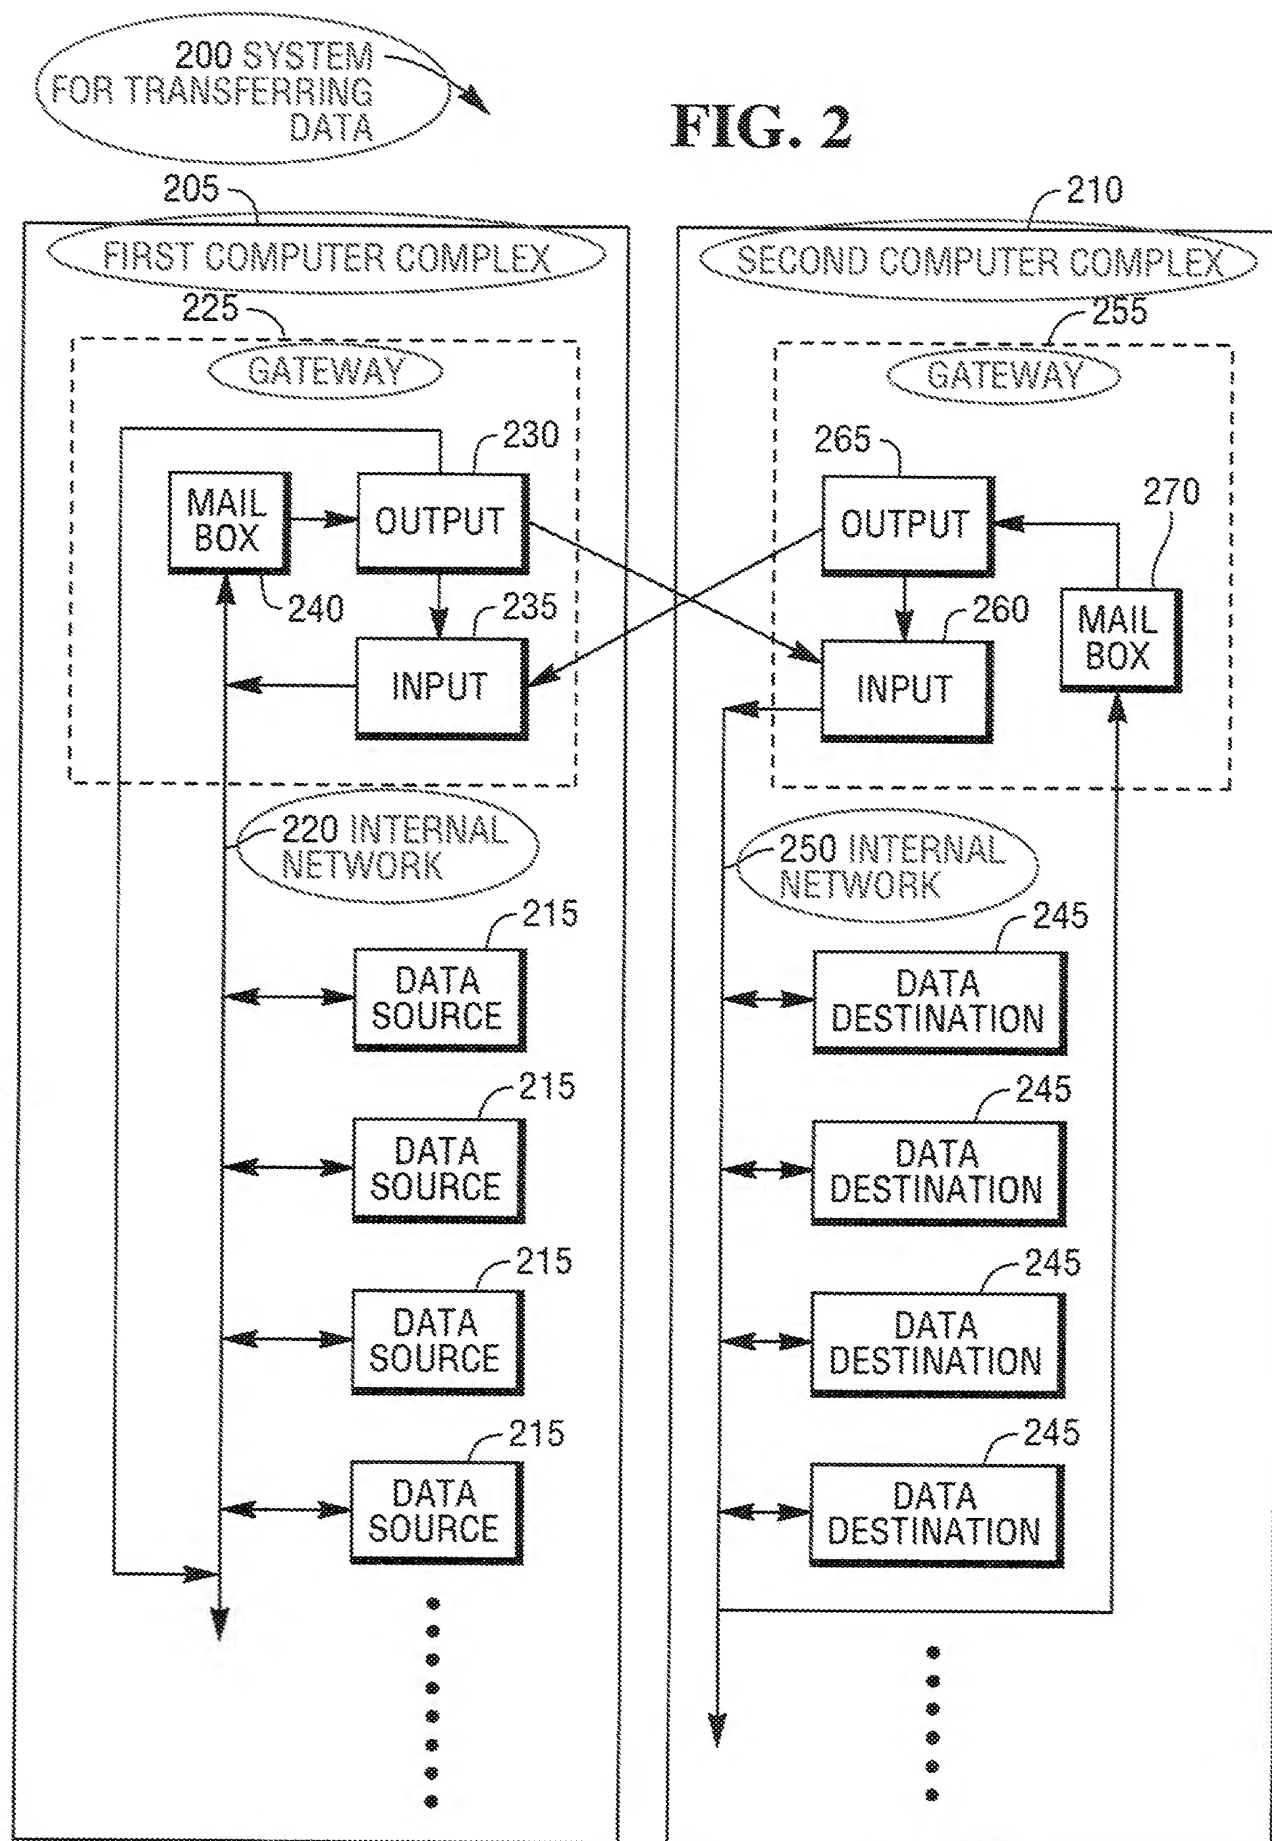 200 SYSTEM
FOR TRANSFERRING
DATA
FIG. 2
205
FIRST COMPUTER COMPLEX
225
GATEWAY
230
MAIL
BOX
OUTPUT
240
235
INPUT
220 INTERNAL
NETWORK
215
DATA
SOURCE
215
DATA
SOURCE
215
DATA
SOURCE
215
DATA
SOURCE
210
SECOND COMPUTER COMPLEX
255
GATEWAY
265
OUTPUT
270
260
MAIL
BOX
INPUT
250 INTERNAL
NETWORK
245
DATA
DESTINATION
245
DATA
DESTINATION
245
DATA
DESTINATION
245
DATA
DESTINATION